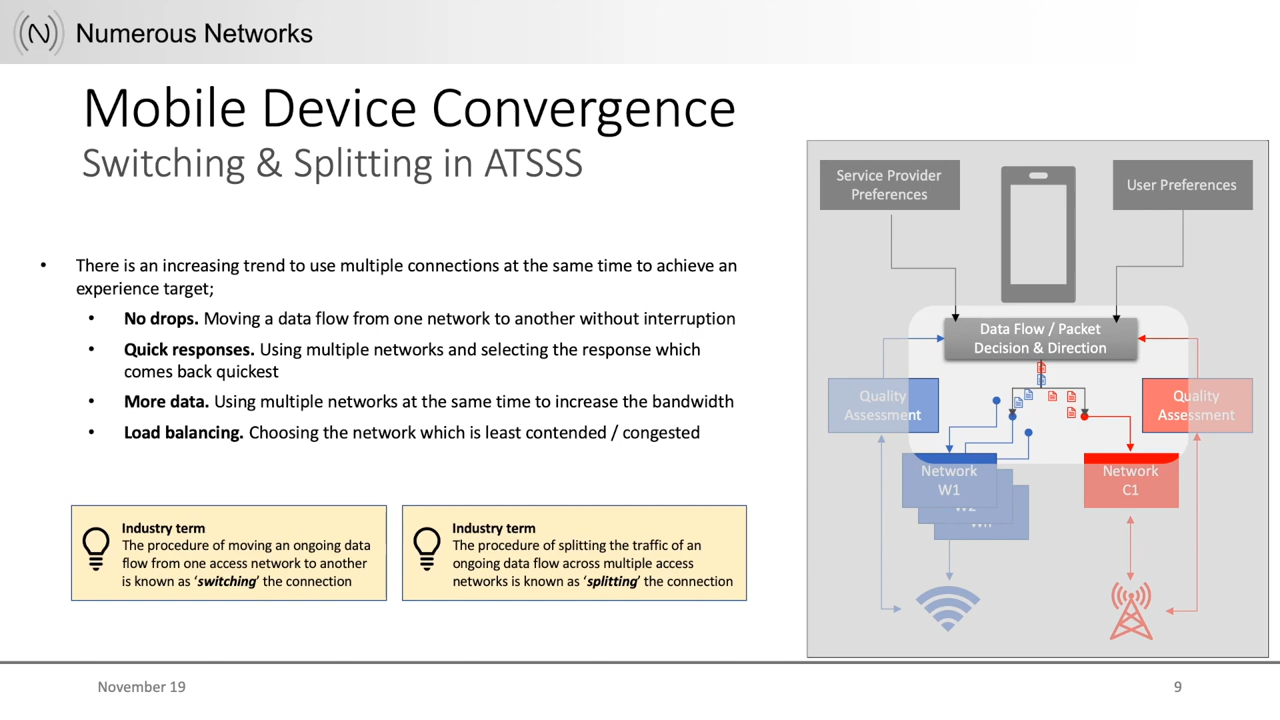 (N) Numerous Networks
Mobile Device Convergence
Switching & Splitting in ATSSS
• There is an increasing trend to use multiple connections at the same time to achieve an
experience target;
• No drops. Moving a data flow from one network to another without interruption
• Quick responses. Using multiple networks and selecting the response which
comes back quickest
• More data. Using multiple networks at the same time to increase the bandwidth
• Load balancing. Choosing the network which is least contended / congested
Industry term
The procedure of moving an ongoing data
flow from one access network to another
is known as ‘switching’ the connection
Industry term
The procedure of splitting the traffic of an
ongoing data flow across multiple access
networks is known as ‘splitting’ the connection
Service Provider
Preferences
User Preferences
Data Flow / Packet
Decision & Direction
Quality
Assessment
Quality
Assessment
Network
W1
W2
Wn
Network
C1
November 19
9